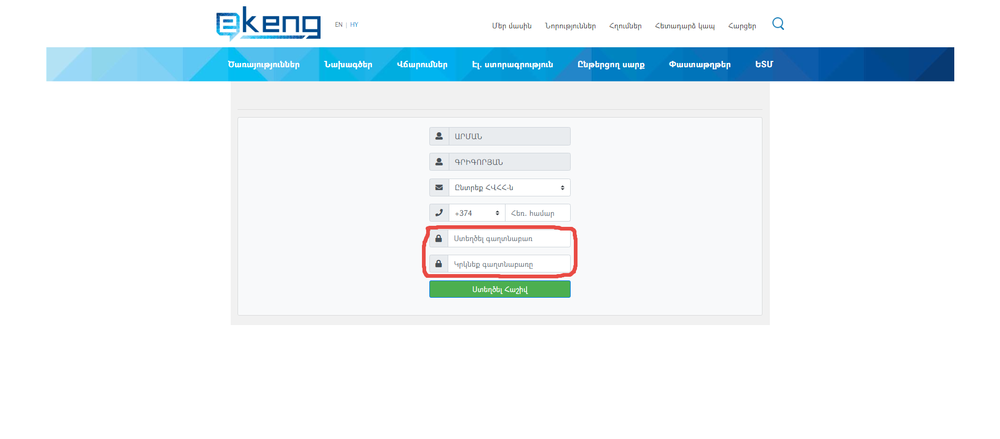 ekeng
EN | HY
Մեր մասին Նորություններ Հղումներ Հետադարձ կապ Հարցեր
Ծառայություններ Նախագծեր Վճարումներ Էլ. ստորագրություն Ընթերցող սարք Փաստաթղթեր ԵՏՄ
ԱՐՄԱՆ
ԳՐԻԳՈՐՅԱՆ
Ընտրեք ՀՎՀՀ-ն
+374 Հեռ. համար
Ստեղծել գաղտնաբառ
Կրկնեք գաղտնաբառը
Ստեղծել Հաշիվ